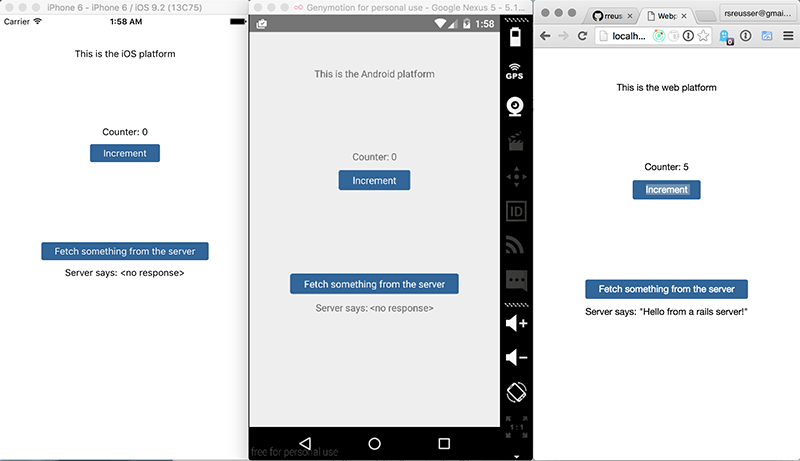 iPhone 6 - iPhone 6 / iOS 9.2 (13C75)
Carrier
1:58 AM
This is the iOS platform
Counter: 0
Increment
Fetch something from the server
Server says: <no response>
Genymotion for personal use - Google Nexus 5 - 5.1...
1:58
This is the Android platform
Counter: 0
Increment
Fetch something from the server
Server says: <no response>
free for personal use
GPS
ID
1:1
rreus
Webp
rsreusser@gmai...
localh...
0
This is the web platform
Counter: 5
Increment
Fetch something from the server
Server says: "Hello from a rails server!"